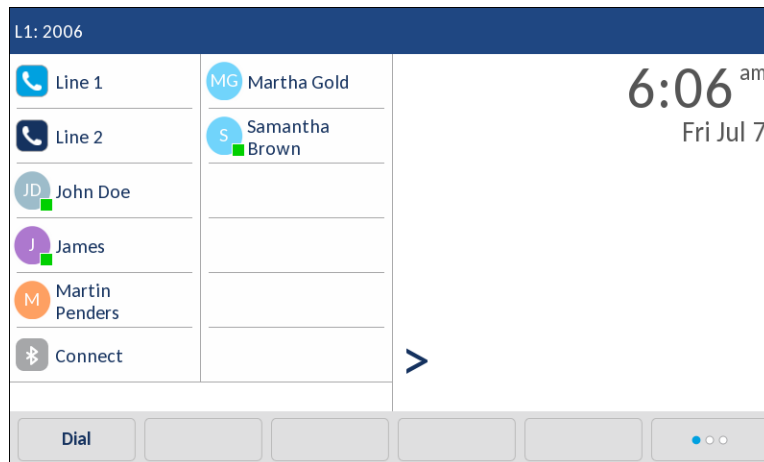 L1: 2006
Line 1
Line 2
JD John Doe
J James
M Martin
Penders
Connect
MG Martha Gold
S Samantha
Brown
6:06 am
Fri Jul 7
>
Dial